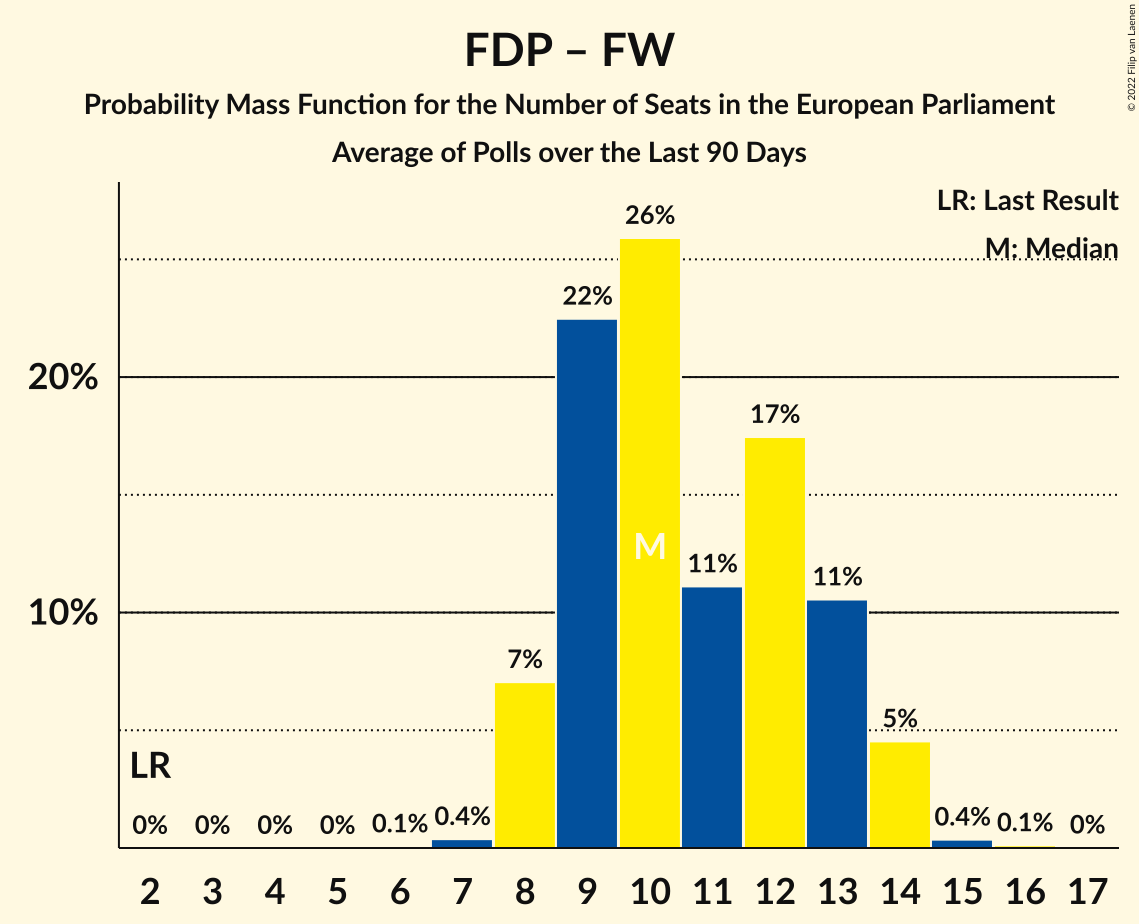 FDP – FW
Probability Mass Function for the Number of Seats in the European Parliament
Average of Polls over the Last 90 Days
© 2022 Filip van Laenen
LR: Last Result
M: Median
26%
22%
20%
17%
M
11%
11%
10%
7%
5%
LR
0% 0% 0% 0% 0.1% 0.4% 0.4% 0.1% 0%
2 3 4 5 6 7 8 9 10 11 12 13 14 15 16 17